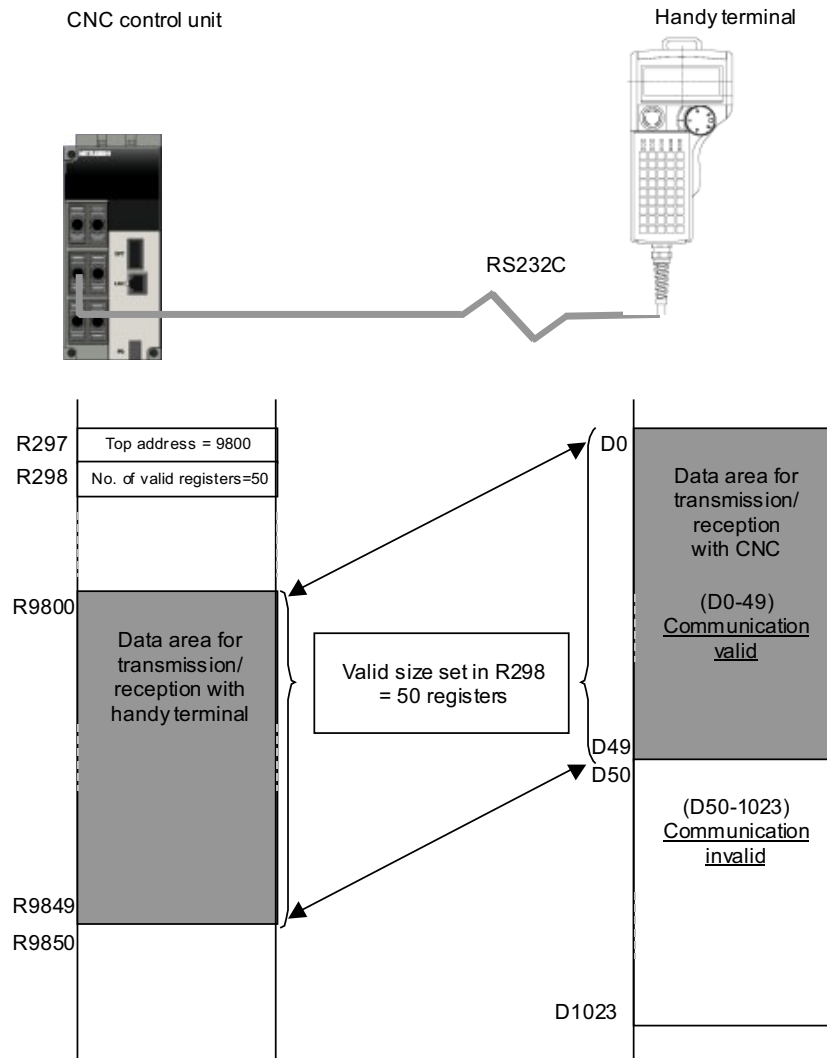 CNC control unit
Handy terminal
RS232C
R297
Top address = 9800
R298
No. of valid registers=50
D0
Data area for
transmission/
reception
with CNC
(D0-49)
Communication
valid
R9800
Data area for
transmission/
reception with
handy terminal
Valid size set in R298
= 50 registers
D49
D50
(D50-1023)
Communication
invalid
R9849
R9850
D1023